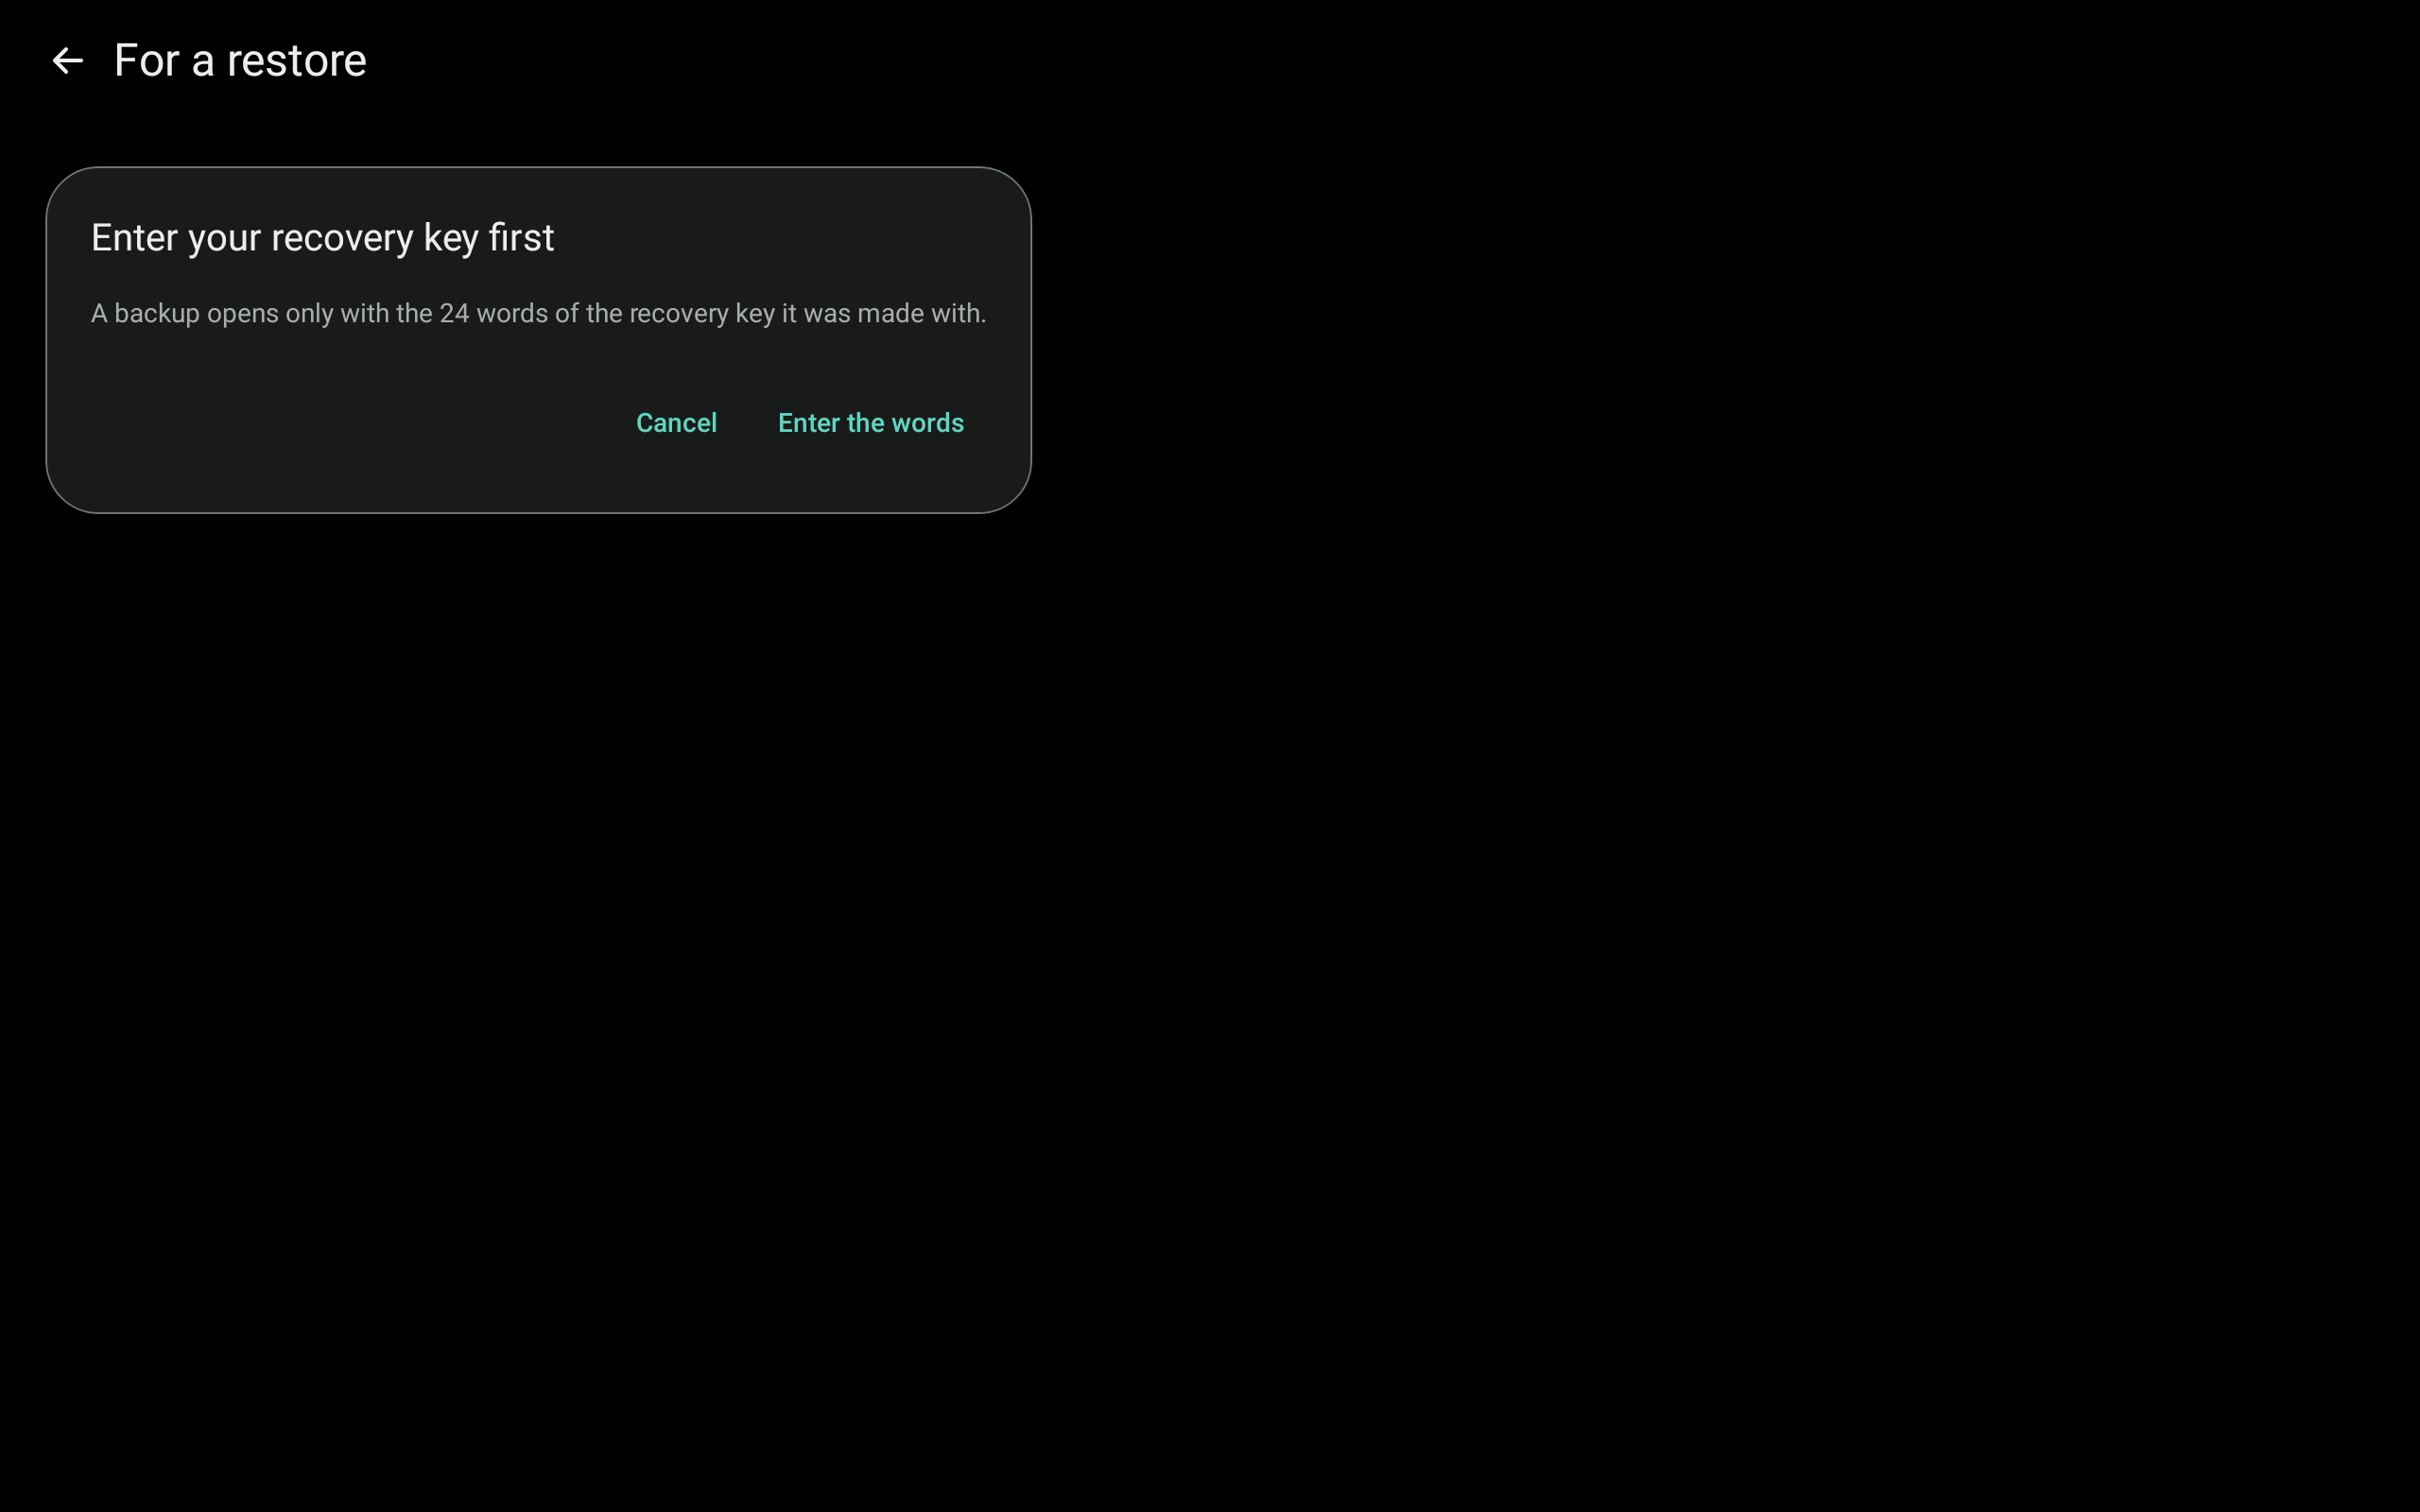 For a restore
Enter your recovery key first
A backup opens only with the 24 words of the recovery key it was made with.
Cancel
Enter the words